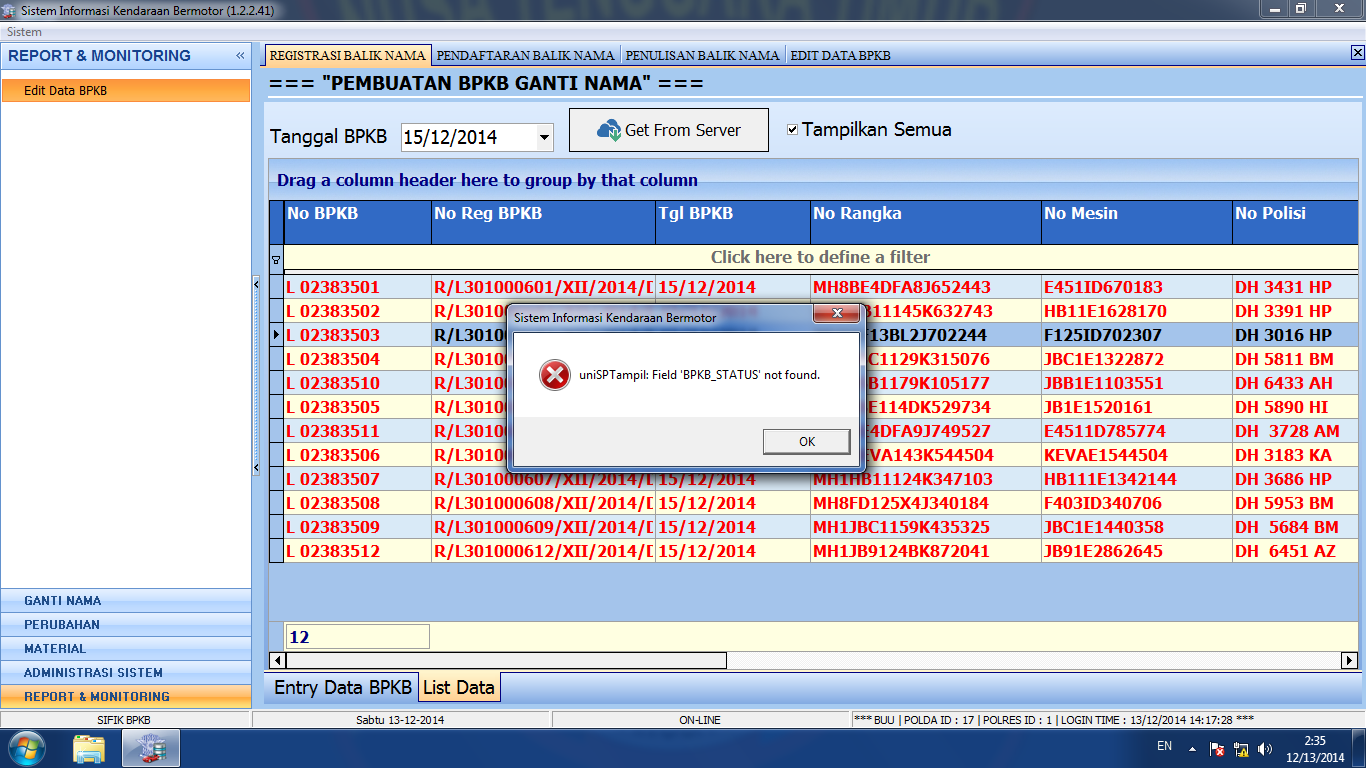 Sistem Informasi Kendaraan Bermotor (1.2.2.41)
Sistem
REPORT & MONITORING «
Edit Data BPKB
REGISTRASI BALIK NAMA PENDAFTARAN BALIK NAMA PENULISAN BALIK NAMA EDIT DATA BPKB
=== "PEMBUATAN BPKB GANTI NAMA" ===
Tanggal BPKB 15/12/2014 Get From Server Tampilkan Semua
Drag a column header here to group by that column
No BPKB No Reg BPKB Tgl BPKB No Rangka No Mesin No Polisi
Click here to define a filter
L 02383501 R/L301000601/XII/2014/D 15/12/2014 MH8BE4DFA8J652443 E451ID670183 DH 3431 HP
L 02383502 B11145K632743 HB11E1628170 DH 3391 HP
L 02383503 R/L3010 F13BL2J702244 F125ID702307 DH 3016 HP
L 02383504 R/L3010 C1129K315076 JBC1E1322872 DH 5811 BM
L 02383510 R/L3010 B1179K105177 JBB1E1103551 DH 6433 AH
L 02383505 R/L3010 E114DK529734 JB1E1520161 DH 5890 HI
L 02383511 R/L3010 E4DFA9J749527 E4511D785774 DH 3728 AM
L 02383506 R/L3010 EVA143K544504 KEVAE1544504 DH 3183 KA
L 02383507 R/L301000607/XII/2014/D 15/12/2014 MH1HB11124K347103 HB111E1342144 DH 3686 HP
L 02383508 R/L301000608/XII/2014/D 15/12/2014 MH8FD125X4J340184 F403ID340706 DH 5953 BM
L 02383509 R/L301000609/XII/2014/D 15/12/2014 MH1JBC1159K435325 JBC1E1440358 DH 5684 BM
L 02383512 R/L301000612/XII/2014/D 15/12/2014 MH1JB9124BK872041 JB91E2862645 DH 6451 AZ
Sistem Informasi Kendaraan Bermotor
uniSPTampil: Field 'BPKB_STATUS' not found.
OK
12
Entry Data BPKB List Data
GANTI NAMA
PERUBAHAN
MATERIAL
ADMINISTRASI SISTEM
REPORT & MONITORING
SIFIK BPKB Sabtu 13-12-2014 ON-LINE *** BUU | POLDA ID : 17 | POLRES ID : 1 | LOGIN TIME : 13/12/2014 14:17:28 ***
EN 2:35
12/13/2014